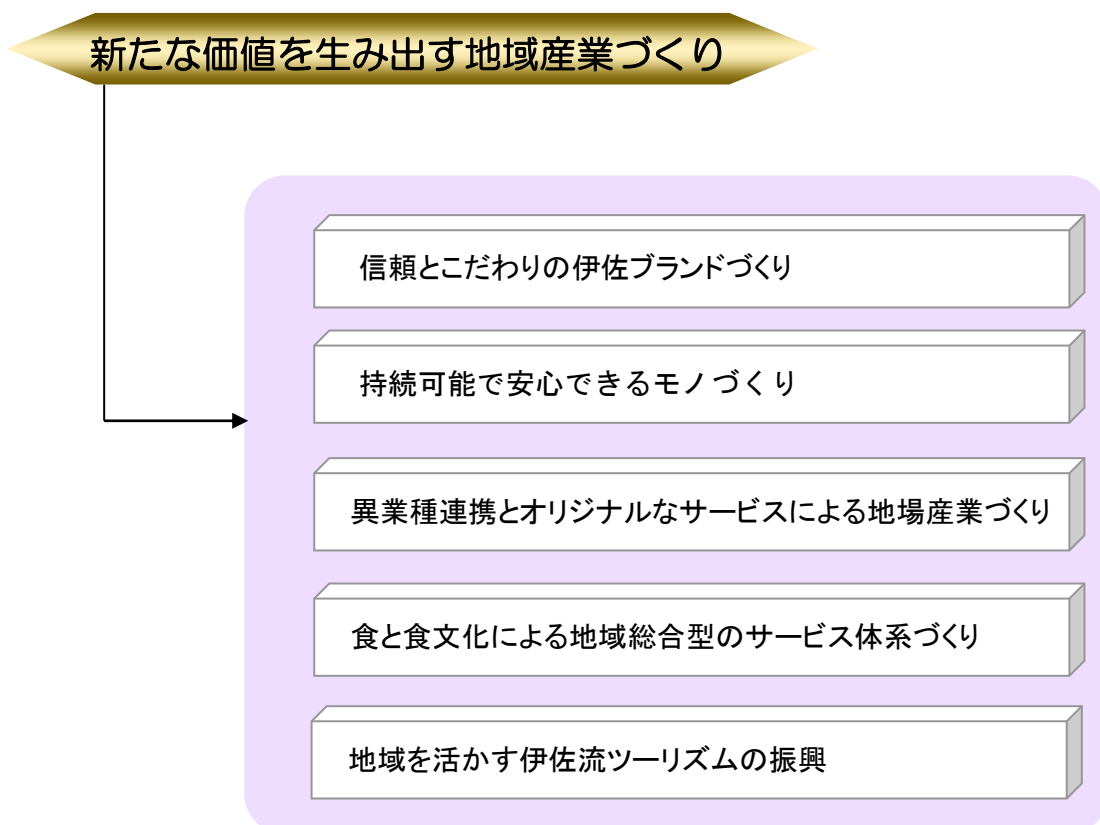 新たな価値を生み出す地域産業づくり
信頼とこだわりの伊佐ブランドづくり
持続可能で安心できるモノづくり
異業種連携とオリジナルなサービスによる地場産業づくり
食と食文化による地域総合型のサービス体系づくり
地域を活かす伊佐流ツーリズムの振興